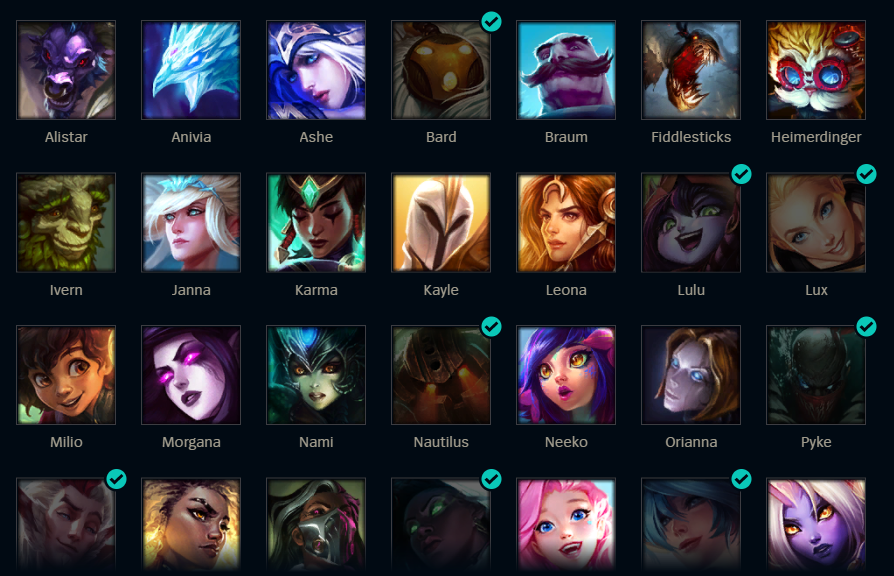 Alistar Anivia Ashe Bard Braum Fiddlesticks Heimerdinger
Ivern Janna Karma Kayle Leona Lulu Lux
Milio Morgana Nami Nautilus Neeko Orianna Pyke